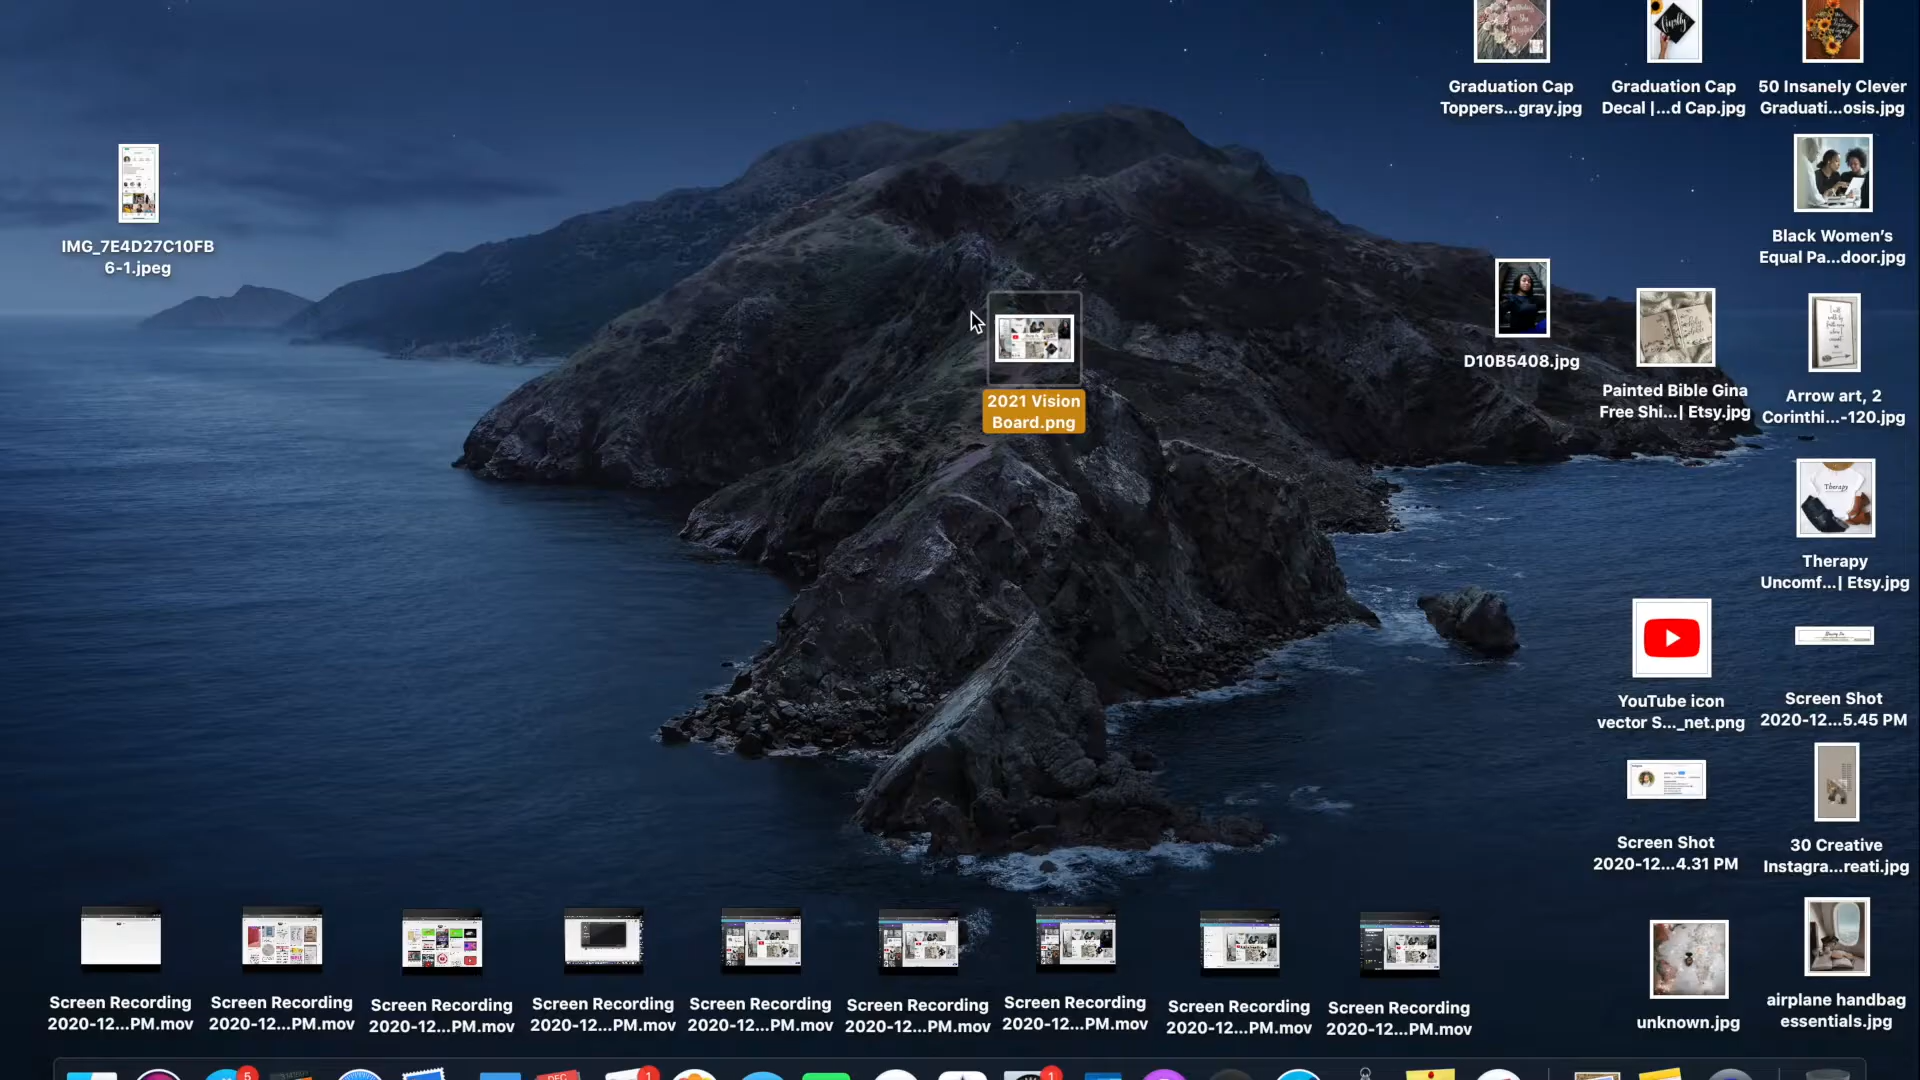 Graduation Cap
Toppers...gray.jpg
Graduation Cap
Decal |...d Cap.jpg
50 Insanely Clever
Graduati...osis.jpg
IMG_7E4D27C10FB
6-1.jpeg
Black Women's
Equal Pa...door.jpg
D10B5408.jpg
Painted Bible Gina
Free Shi...| Etsy.jpg
Arrow art, 2
Corinthi...-120.jpg
2021 Vision
Board.png
Therapy
Therapy
Uncomf...| Etsy.jpg
YouTube icon
vector S..._net.png
Screen Shot
2020-12...5.45 PM
Screen Shot
2020-12...4.31 PM
30 Creative
Instagra...reati.jpg
Screen Recording
2020-12...PM.mov
Screen Recording
2020-12...PM.mov
Screen Recording
2020-12...PM.mov
Screen Recording
2020-12...PM.mov
Screen Recording
2020-12...PM.mov
Screen Recording
2020-12...PM.mov
Screen Recording
2020-12...PM.mov
Screen Recording
2020-12...PM.mov
Screen Recording
2020-12...PM.mov
unknown.jpg
airplane handbag
essentials.jpg
5
DEC
1
1